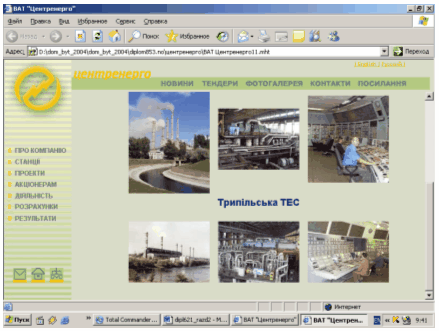 ВАТ "Центренерго"
Файл Правка Вид Избранное Сервис Справка
Назад Поиск Избранное
Адрес: D:\dom_byt_2004\dom_byt_2004\diplom853.no\центренерго\ВАТ Центренерго11.mht Переход
центренерго
НОВИНИ ТЕНДЕРИ ФОТОГАЛЕРЕЯ КОНТАКТИ ПОСИЛАННЯ
ПРО КОМПАНІЮ
СТАНЦІЇ
ПРОЕКТИ
АКЦІОНЕРАМ
ДІЯЛЬНІСТЬ
РОЗРАХУНКИ
РЕЗУЛЬТАТИ
Трипільська ТЕС
Интернет
Пуск Total Commander... dipl621_razd2 - M... ВАТ "Центренерго" ВАТ "Центрен... 9:41